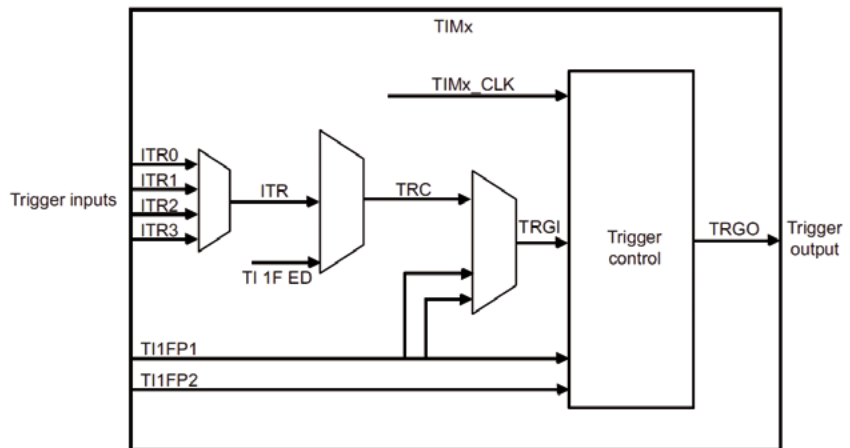 TIMx
TIMx_CLK
ITR0
ITR1
ITR2
ITR3
Trigger inputs
ITR
TRC
TI 1F ED
TRGI
Trigger
control
TRGO
Trigger
output
TI1FP1
TI1FP2